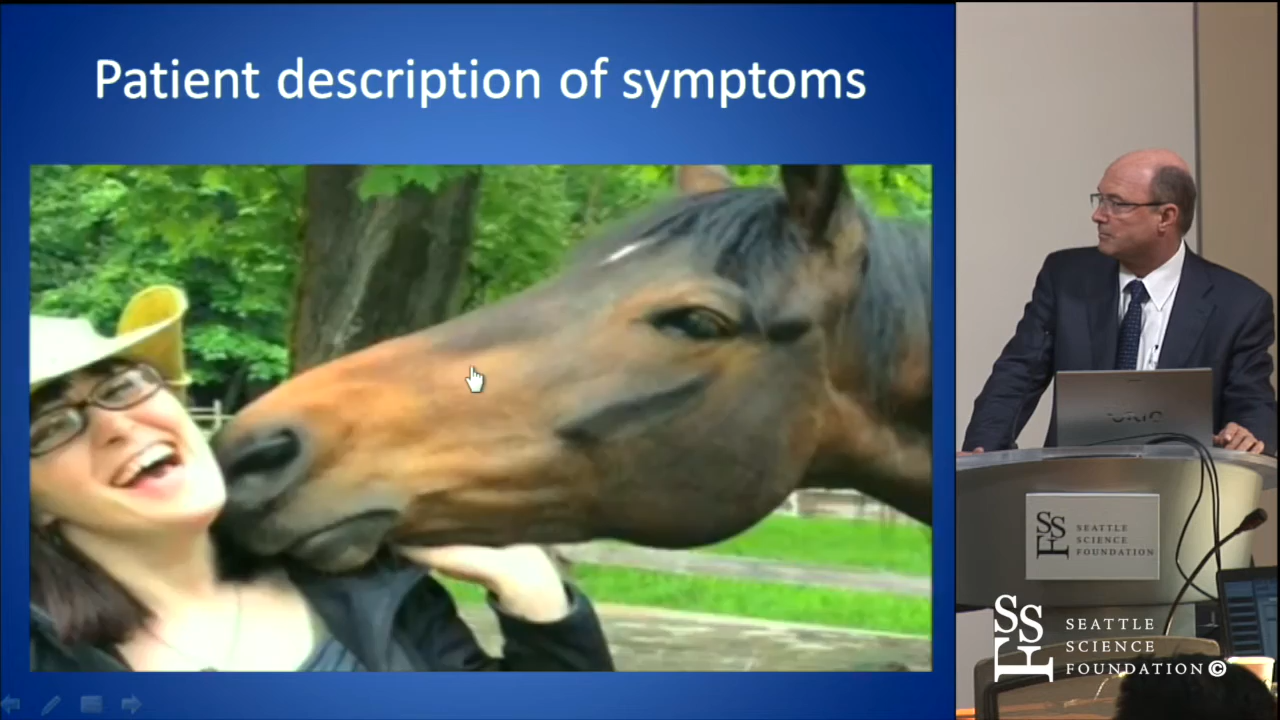 Patient description of symptoms
SEATTLE
SCIENCE
FOUNDATION
SEATTLE
SCIENCE
FOUNDATION©